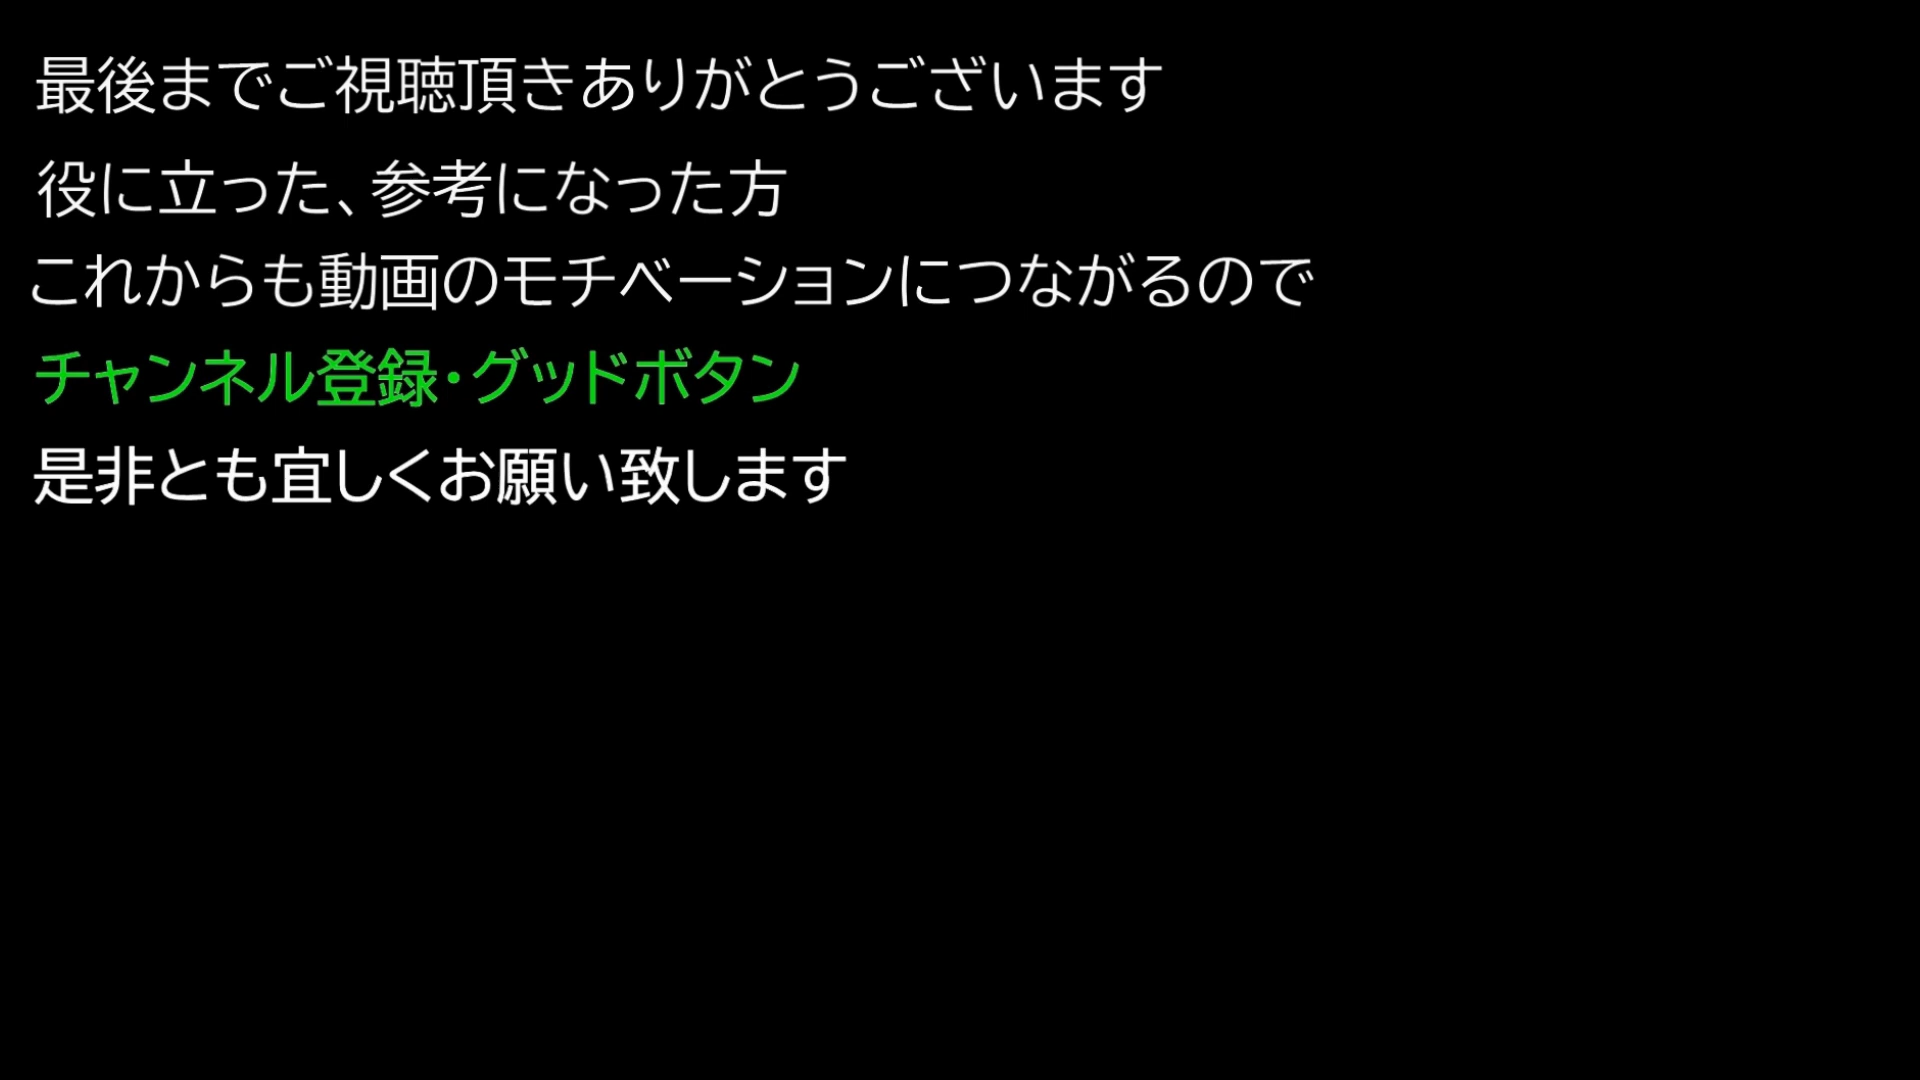 最後までご視聴頂きありがとうございます
役に立った、参考になった方
これからも動画のモチベーションにつながるので
チャンネル登録・グッドボタン
是非とも宜しくお願い致します